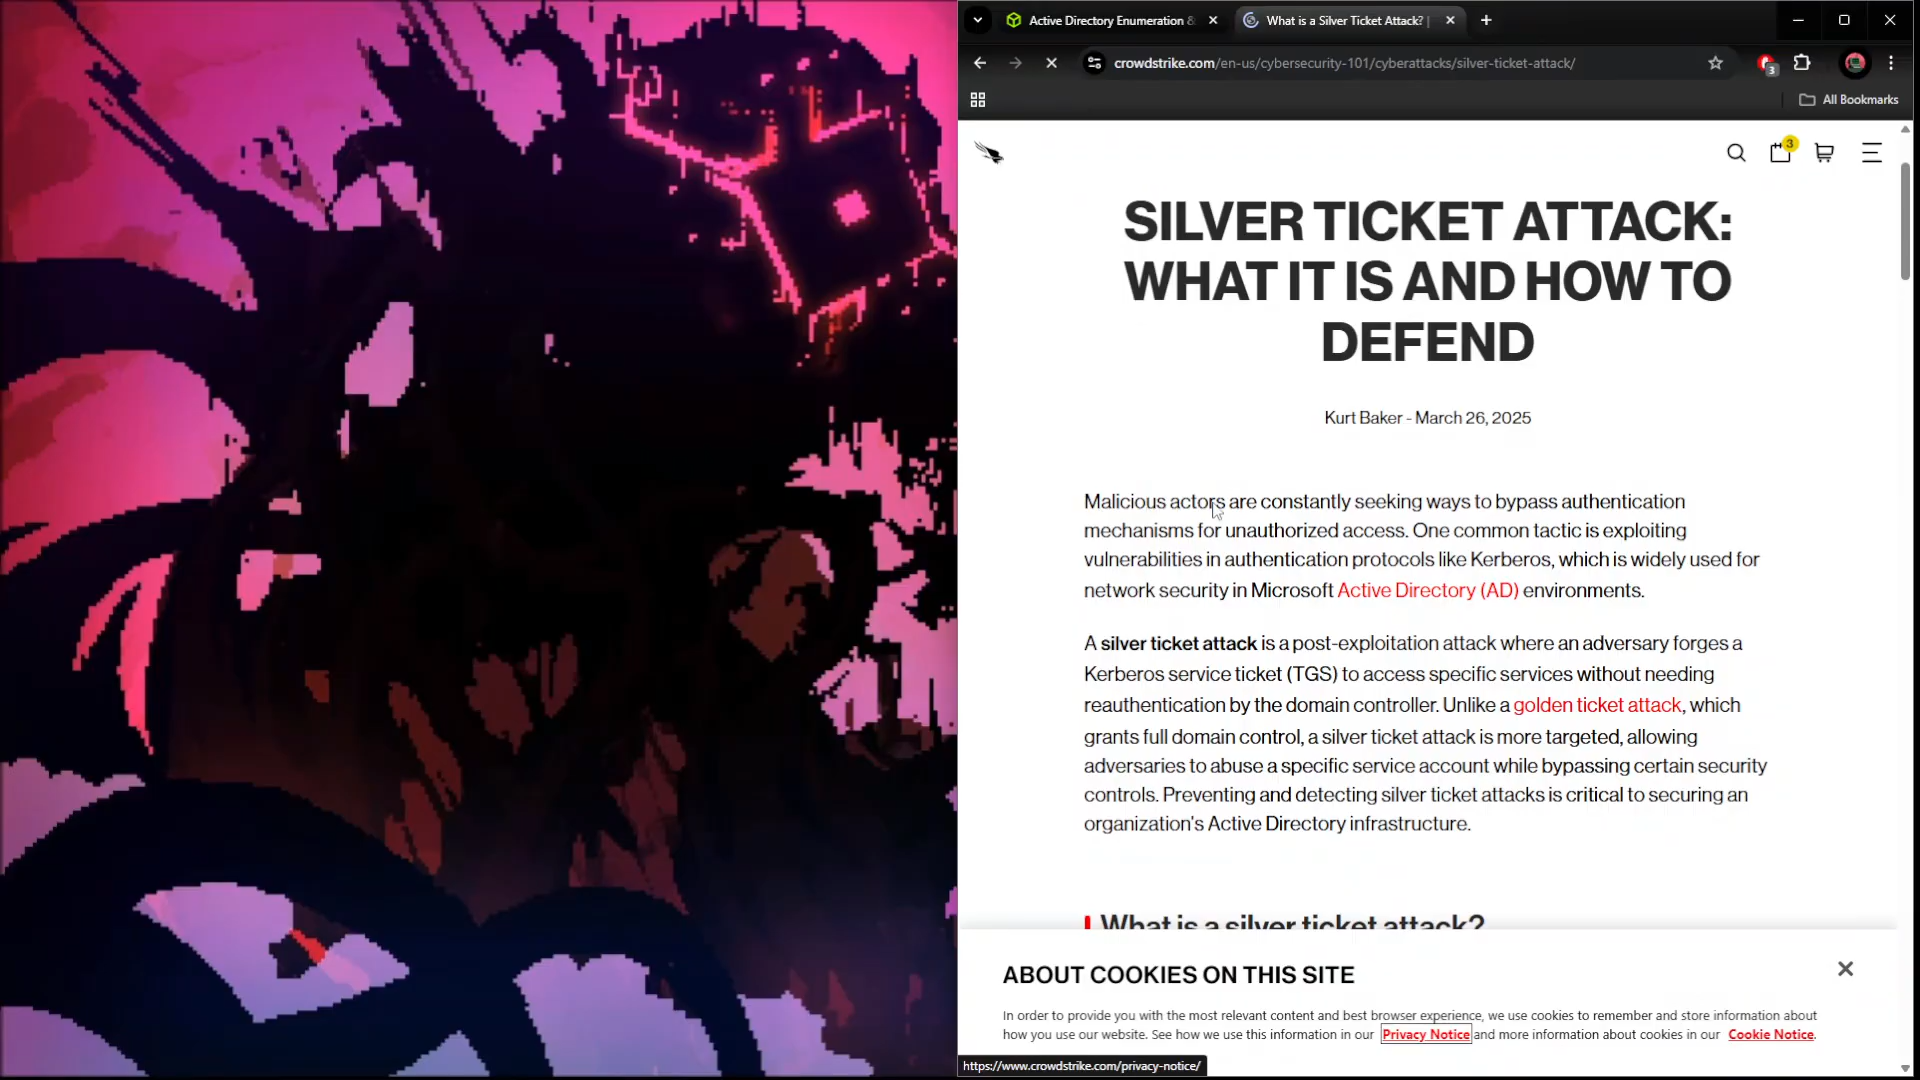 Active Directory Enumeration &
What is a Silver Ticket Attack? |
crowdstrike.com/en-us/cybersecurity-101/cyberattacks/silver-ticket-attack/
3
All Bookmarks
3
SILVER TICKET ATTACK:
WHAT IT IS AND HOW TO
DEFEND
Kurt Baker - March 26, 2025
Malicious actors are constantly seeking ways to bypass authentication
mechanisms for unauthorized access. One common tactic is exploiting
vulnerabilities in authentication protocols like Kerberos, which is widely used for
network security in Microsoft Active Directory (AD) environments.
A silver ticket attack is a post-exploitation attack where an adversary forges a
Kerberos service ticket (TGS) to access specific services without needing
reauthentication by the domain controller. Unlike a golden ticket attack, which
grants full domain control, a silver ticket attack is more targeted, allowing
adversaries to abuse a specific service account while bypassing certain security
controls. Preventing and detecting silver ticket attacks is critical to securing an
organization's Active Directory infrastructure.
What is a silver ticket attack?
ABOUT COOKIES ON THIS SITE
In order to provide you with the most relevant content and best browser experience, we use cookies to remember and store information about
how you use our website. See how we use this information in our Privacy Notice and more information about cookies in our Cookie Notice.
https://www.crowdstrike.com/privacy-notice/